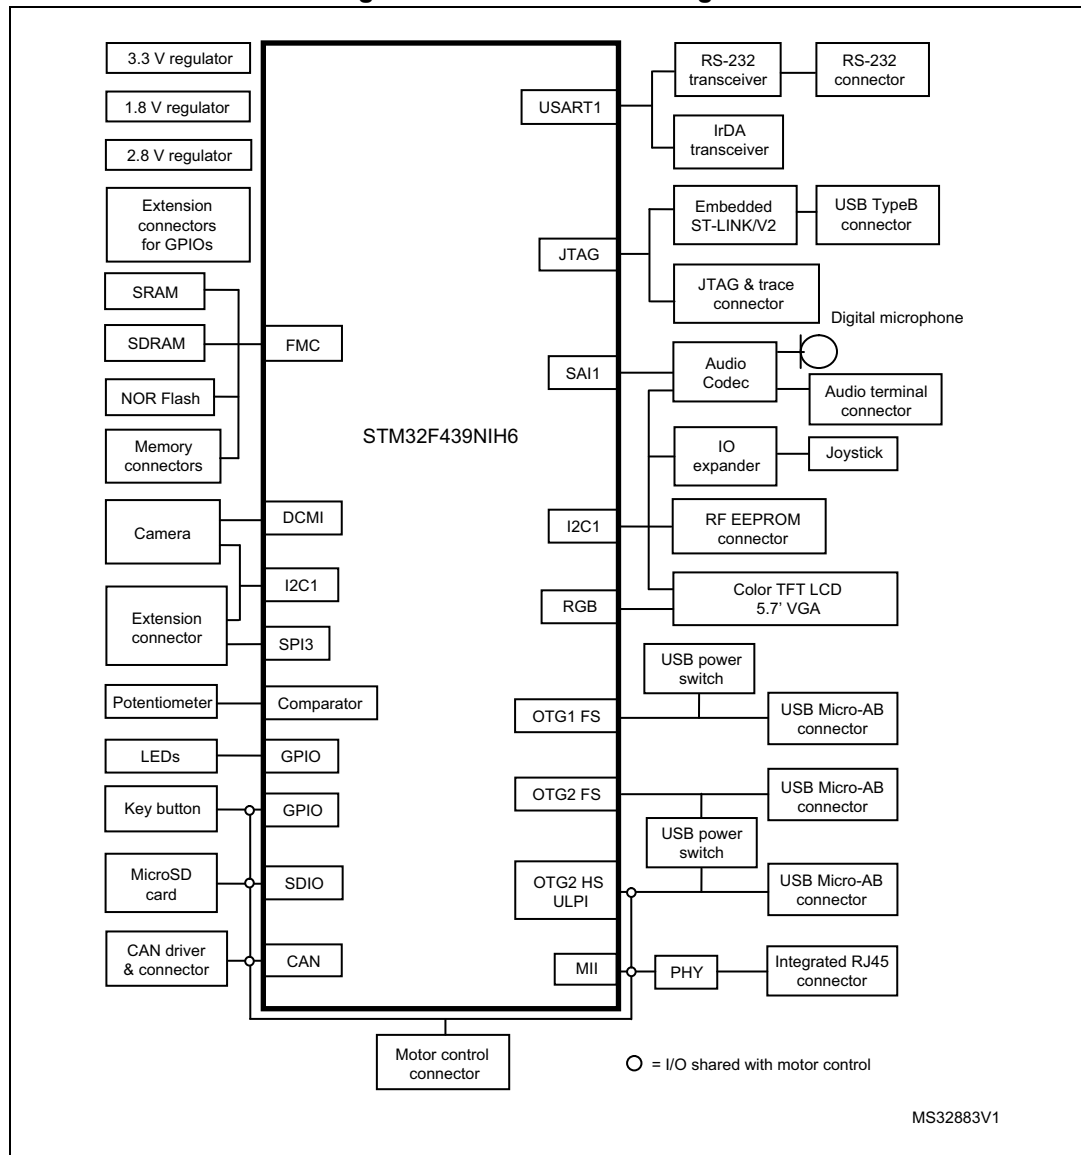 3.3 V regulator
1.8 V regulator
2.8 V regulator
Extension
connectors
for GPIOs
SRAM
SDRAM
NOR Flash
Memory
connectors
Camera
Extension
connector
Potentiometer
LEDs
Key button
MicroSD
card
CAN driver
& connector
FMC
DCMI
I2C1
SPI3
Comparator
GPIO
GPIO
SDIO
CAN
STM32F439NIH6
USART1
JTAG
SAI1
I2C1
RGB
OTG1 FS
OTG2 FS
OTG2 HS
ULPI
MII
RS-232
transceiver
RS-232
connector
IrDA
transceiver
Embedded
ST-LINK/V2
USB TypeB
connector
JTAG & trace
connector
Digital microphone
Audio
Codec
Audio terminal
connector
IO
expander
Joystick
RF EEPROM
connector
Color TFT LCD
5.7’ VGA
USB power
switch
USB Micro-AB
connector
USB Micro-AB
connector
USB power
switch
USB Micro-AB
connector
PHY
Integrated RJ45
connector
Motor control
connector
= I/O shared with motor control
MS32883V1